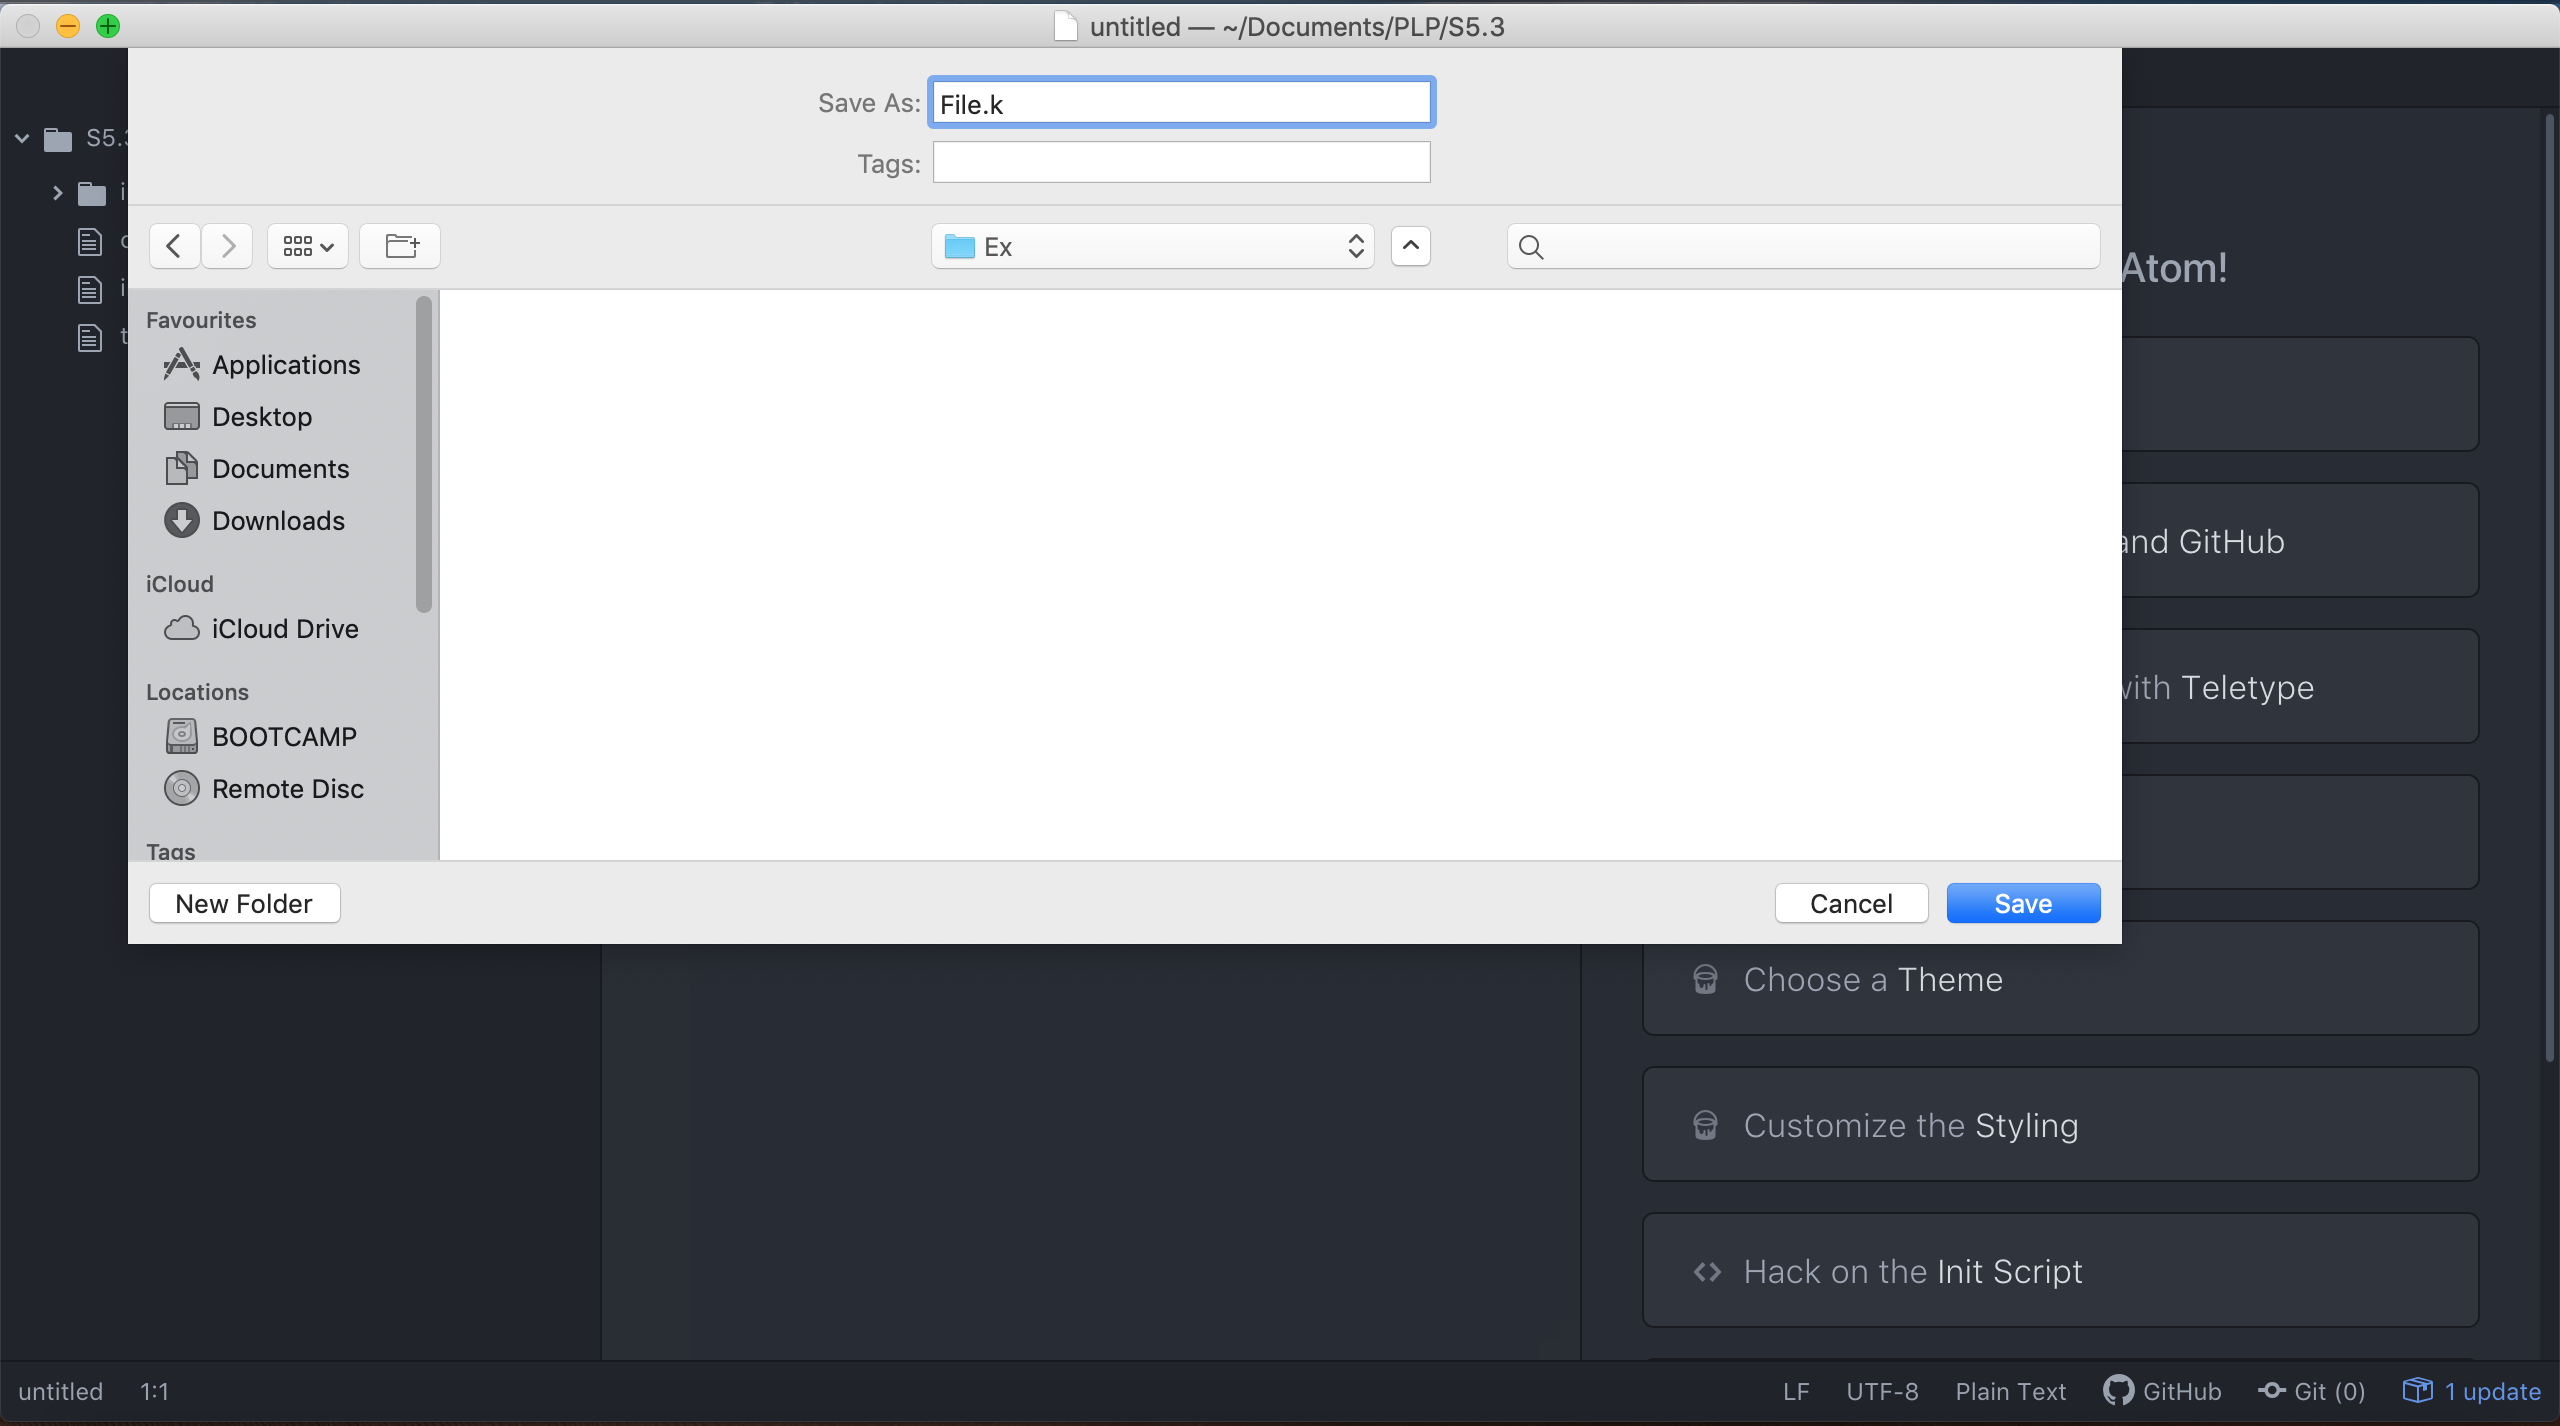 untitled — ~/Documents/PLP/S5.3
Save As: File.k
Tags:
S5.3
Ex
Atom!
Favourites
Applications
Desktop
Documents
Downloads
iCloud
iCloud Drive
Locations
BOOTCAMP
Remote Disc
Tags
and GitHub
with Teletype
New Folder
Cancel
Save
Choose a Theme
Customize the Styling
Hack on the Init Script
untitled 1:1 LF UTF-8 Plain Text GitHub Git (0) 1 update